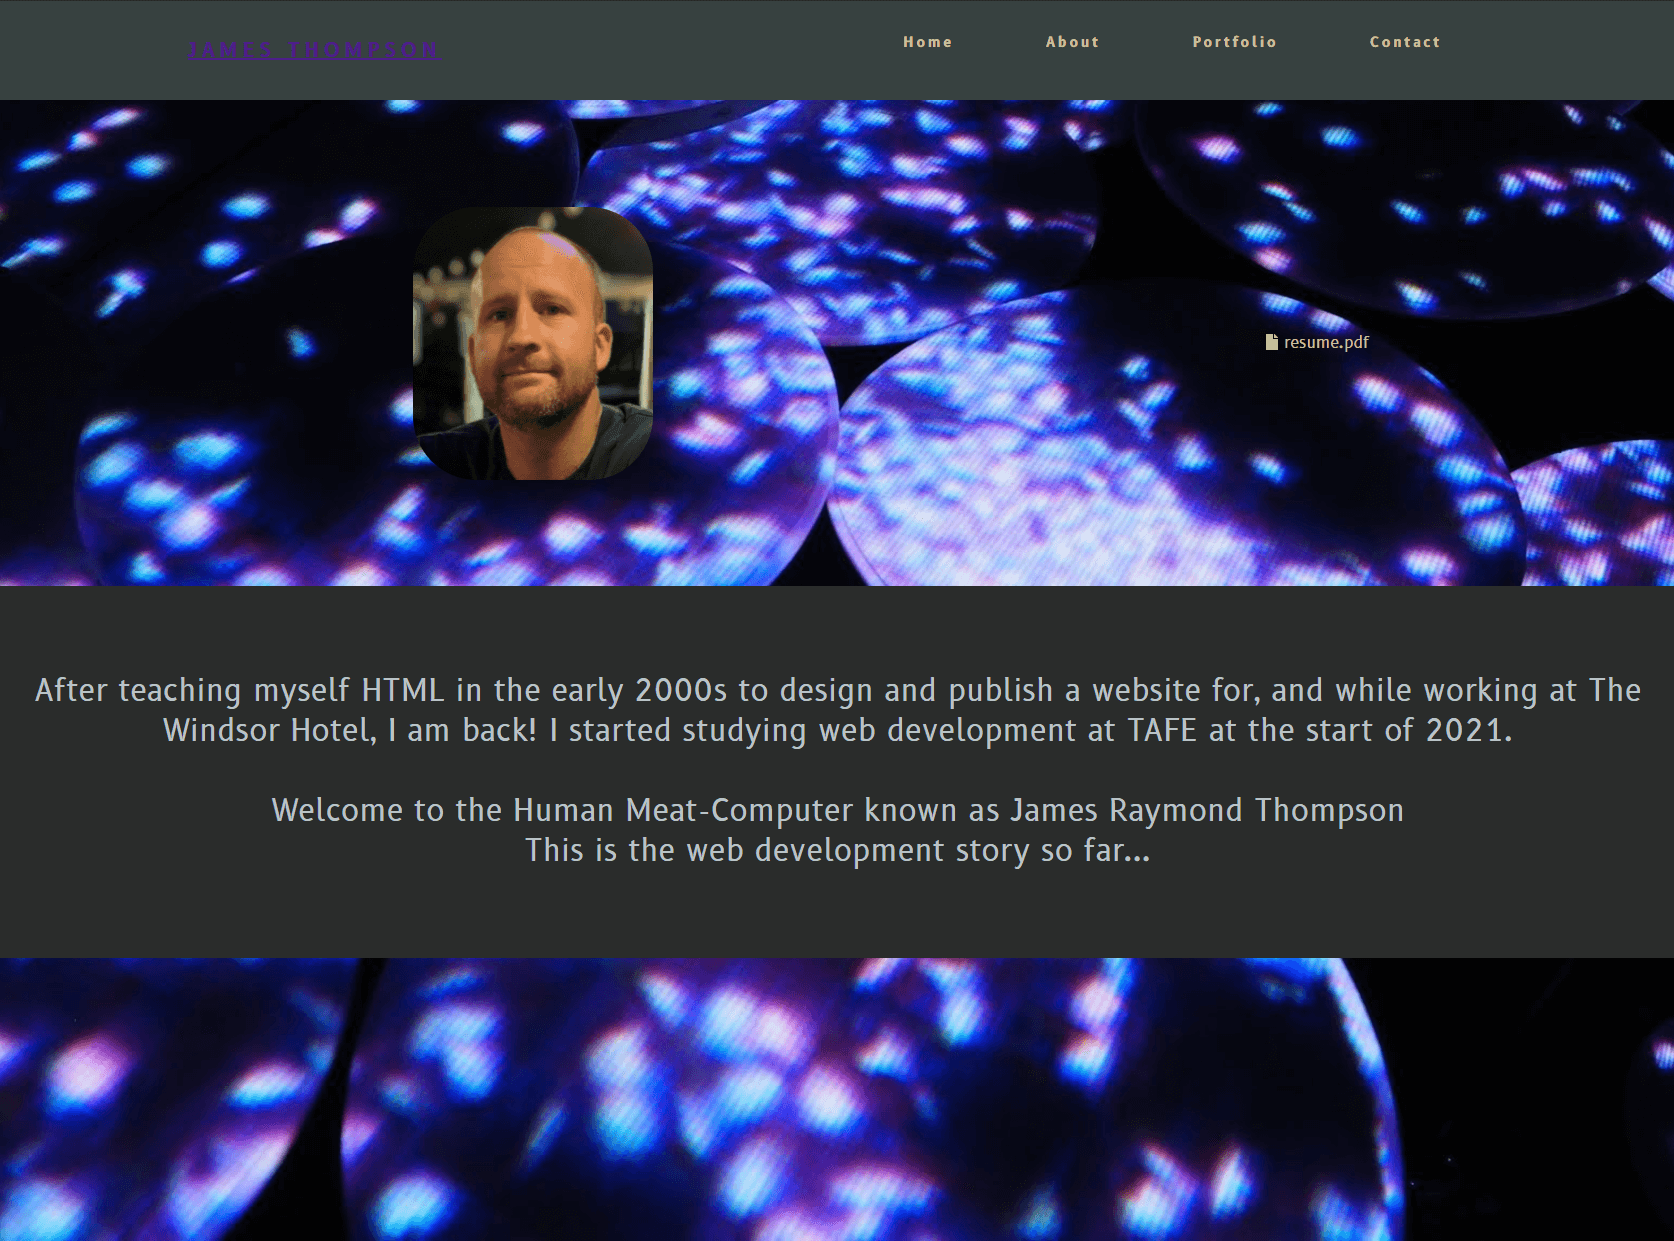 JAMES THOMPSON
Home About Portfolio Contact
resume.pdf
After teaching myself HTML in the early 2000s to design and publish a website for, and while working at The
Windsor Hotel, I am back! I started studying web development at TAFE at the start of 2021.
Welcome to the Human Meat-Computer known as James Raymond Thompson
This is the web development story so far...